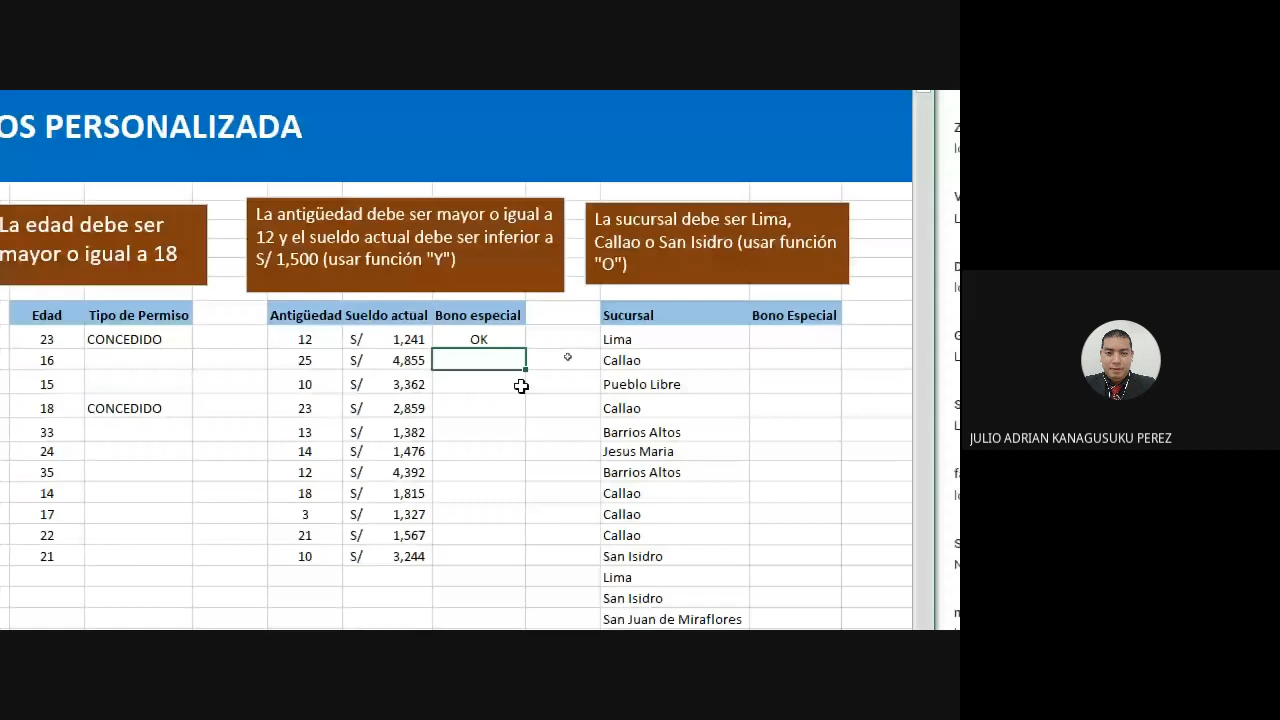 OS PERSONALIZADA
La edad debe ser
mayor o igual a 18
La antigüedad debe ser mayor o igual a
12 y el sueldo actual debe ser inferior a
S/ 1,500 (usar función "Y")
La sucursal debe ser Lima,
Callao o San Isidro (usar función
"O")
Edad Tipo de Permiso Antigüedad Sueldo actual Bono especial Sucursal Bono Especial
23 CONCEDIDO 12 S/ 1,241 OK Lima
16 25 S/ 4,855 Callao
15 10 S/ 3,362 Pueblo Libre
18 CONCEDIDO 23 S/ 2,859 Callao
33 13 S/ 1,382 Barrios Altos
24 14 S/ 1,476 Jesus Maria
35 12 S/ 4,392 Barrios Altos
14 18 S/ 1,815 Callao
17 3 S/ 1,327 Callao
22 21 S/ 1,567 Callao
21 10 S/ 3,244 San Isidro
Lima
San Isidro
San Juan de Miraflores
JULIO ADRIAN KANAGUSUKU PEREZ